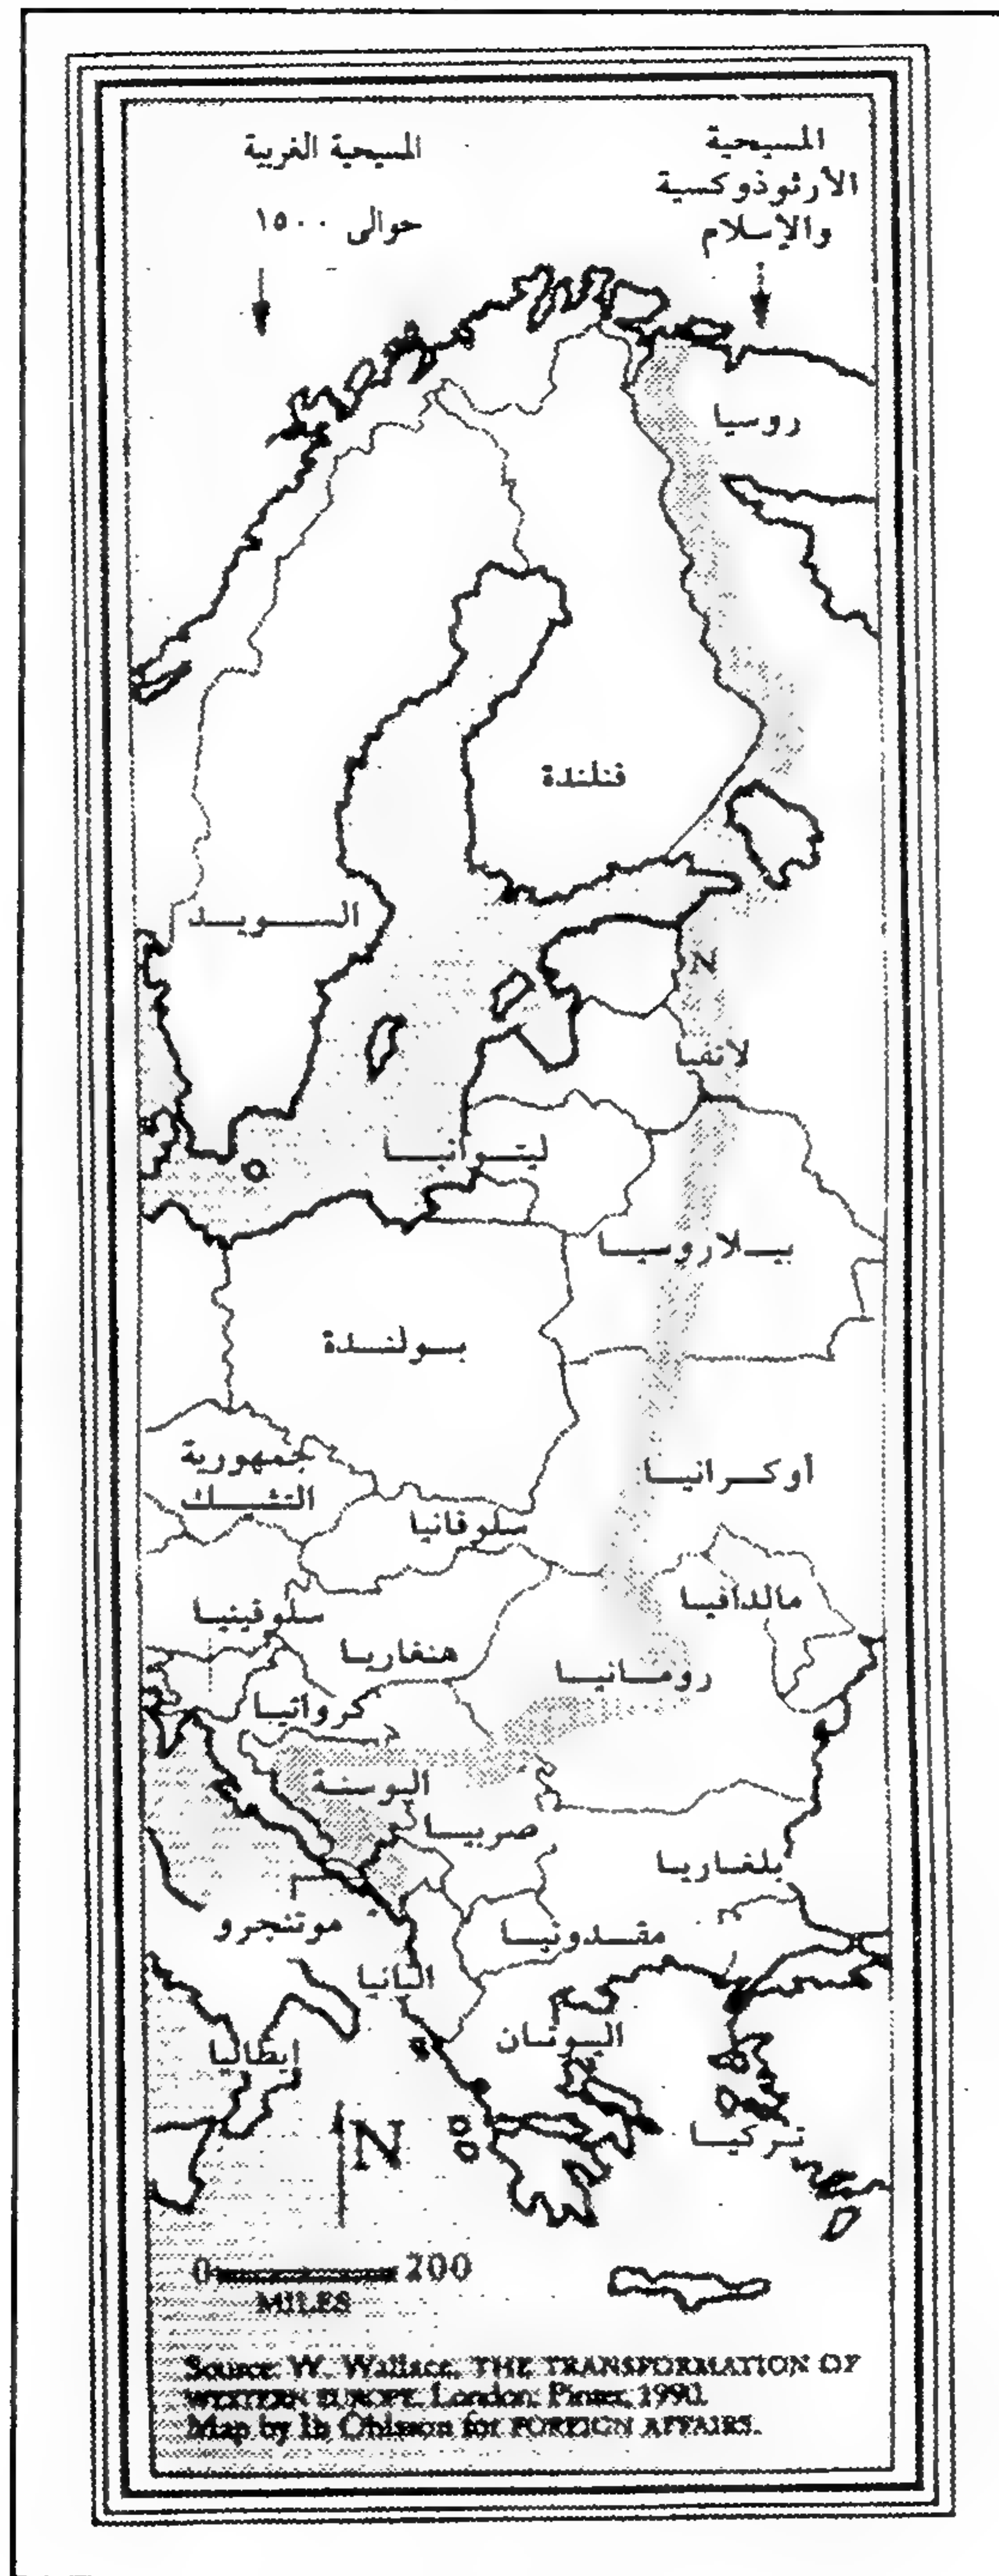 المسيحية الغربية
حوالى ١٥٠٠
المسيحية
الأرثوذوكسية
والإسلام
روسيا
فنلندة
السويد
N
لاتفيا
ليتوانيا
بيلاروسيا
بولندة
جمهورية
التشيك
أوكرانيا
سلوفانيا
مالدافيا
سلوفينيا
هنغاريا
رومانيا
كرواتيا
البوسنة
صربيا
بلغاريا
مونتنجرو
مقدونيا
البانيا
اليونان
إيطاليا
تركيا
N
0 200
MILES
Source: W. Wallace, THE TRANSFORMATION OF
WESTERN EUROPE. London: Pinter, 1990.
Map by Ib Ohlsson for FOREIGN AFFAIRS.